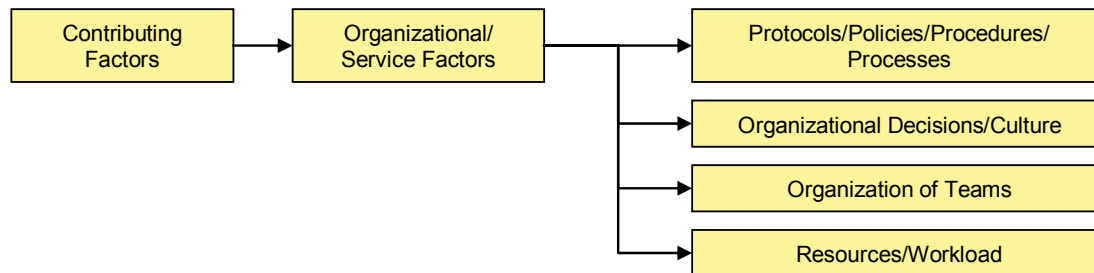 Contributing
Factors
Organizational/
Service Factors
Protocols/Policies/Procedures/
Processes
Organizational Decisions/Culture
Organization of Teams
Resources/Workload